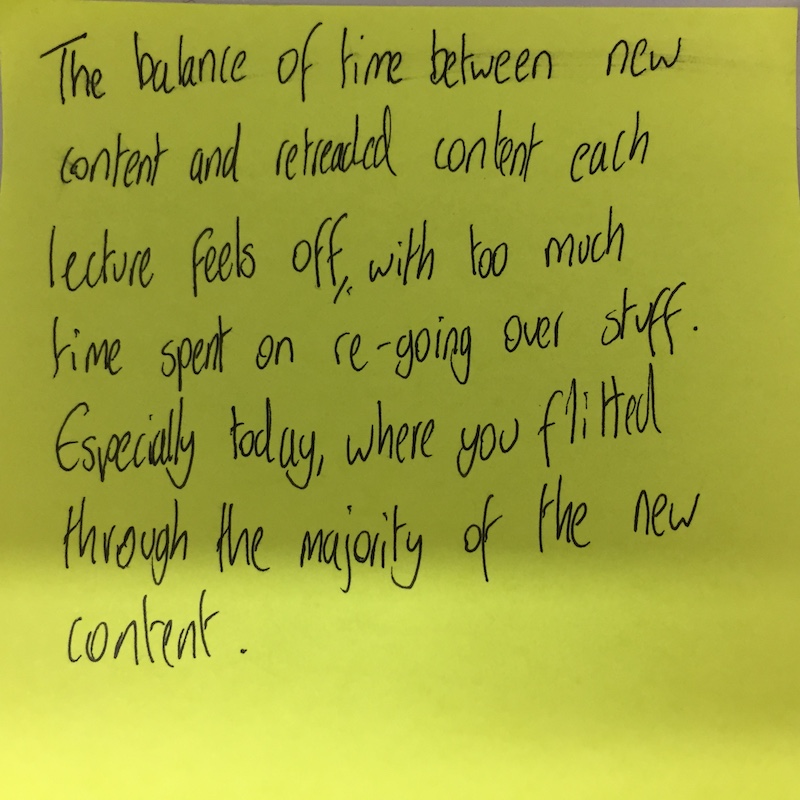 The balance of time between new
content and retreaded content each
lecture feels off, with too much
time spent on re-going over stuff.
Especially today, where you flitted
through the majority of the new
content.